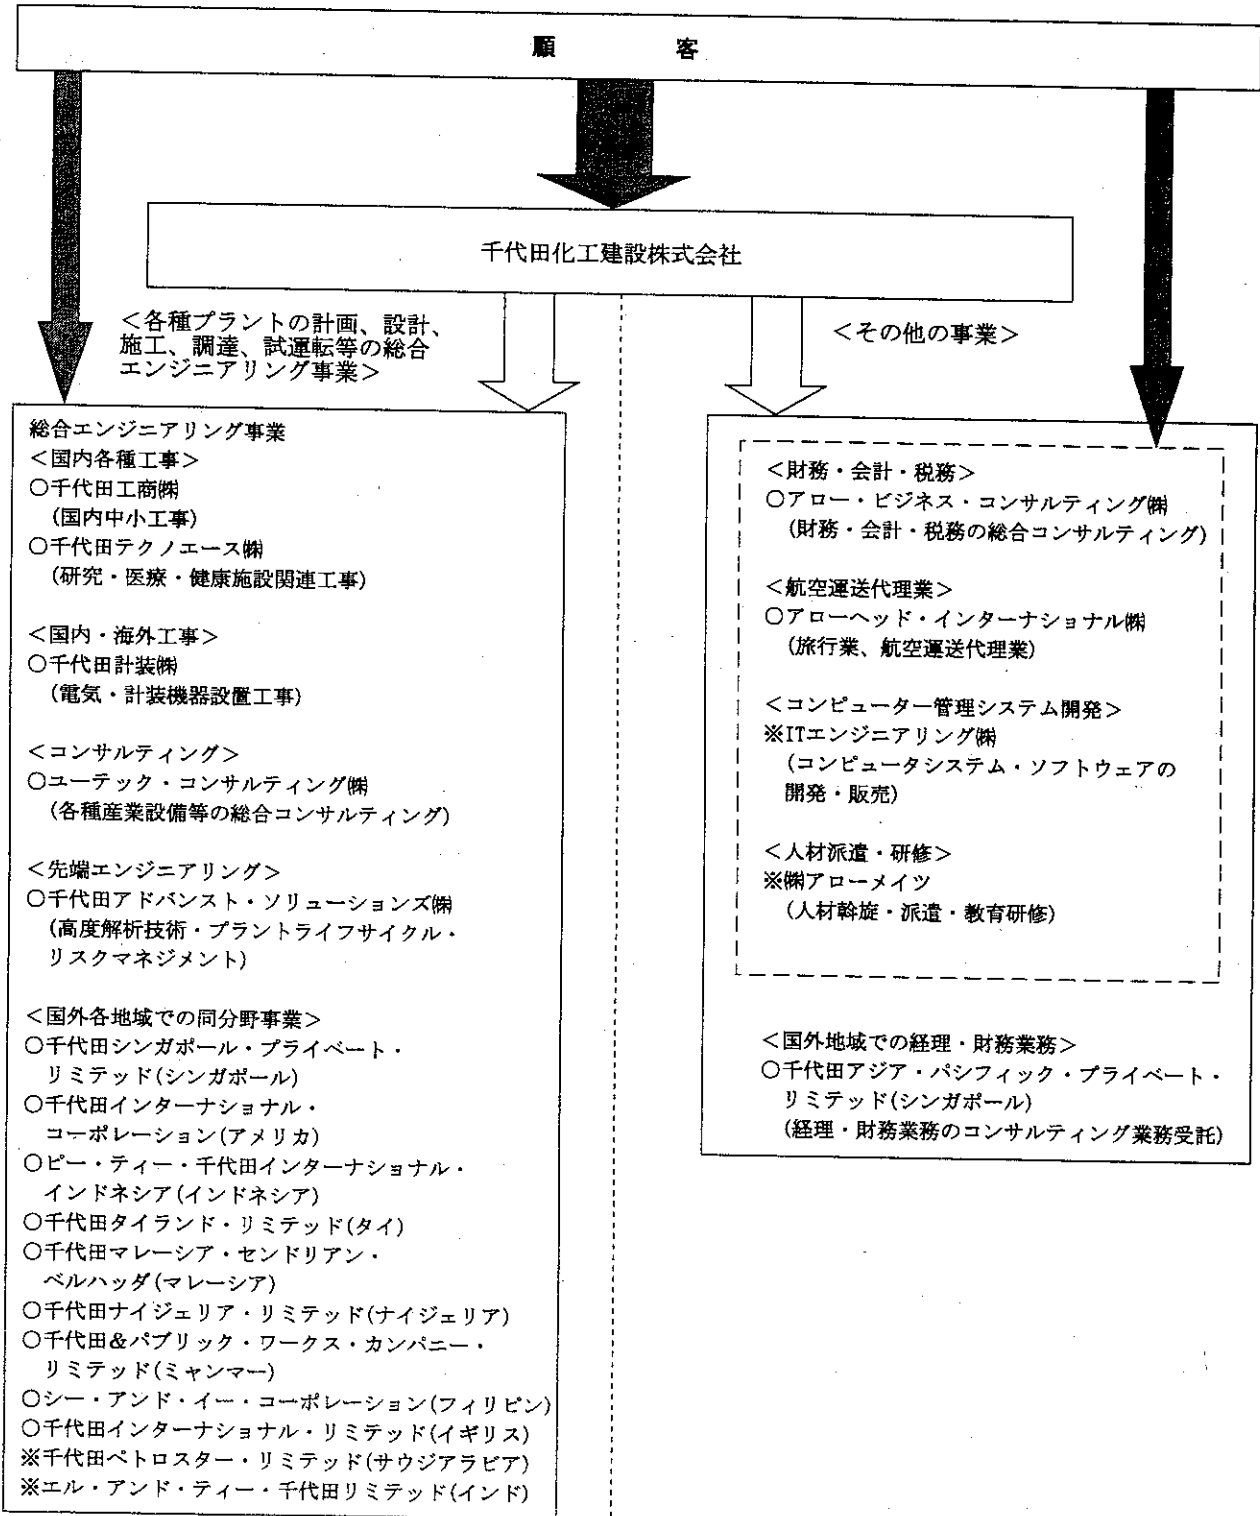 顧　客
千代田化工建設株式会社
＜各種プラントの計画、設計、
施工、調達、試運転等の総合
エンジニアリング事業＞
＜その他の事業＞
総合エンジニアリング事業
＜国内各種工事＞
○千代田工商㈱
(国内中小工事)
○千代田テクノエース㈱
(研究・医療・健康施設関連工事)
＜国内・海外工事＞
○千代田計装㈱
(電気・計装機器設置工事)
＜コンサルティング＞
○ユーテック・コンサルティング㈱
(各種産業設備等の総合コンサルティング)
＜先端エンジニアリング＞
○千代田アドバンスト・ソリューションズ㈱
(高度解析技術・プラントライフサイクル・
リスクマネジメント)
＜国外各地域での同分野事業＞
○千代田シンガポール・プライベート・
リミテッド(シンガポール)
○千代田インターナショナル・
コーポレーション(アメリカ)
○ピー・ティー・千代田インターナショナル・
インドネシア(インドネシア)
○千代田タイランド・リミテッド(タイ)
○千代田マレーシア・センドリアン・
ベルハッダ(マレーシア)
○千代田ナイジェリア・リミテッド(ナイジェリア)
○千代田&パブリック・ワークス・カンパニー・
リミテッド(ミャンマー)
○シー・アンド・イー・コーポレーション(フィリピン)
○千代田インターナショナル・リミテッド(イギリス)
※千代田ペトロスター・リミテッド(サウジアラビア)
※エル・アンド・ティー・千代田リミテッド(インド)
＜財務・会計・税務＞
○アロー・ビジネス・コンサルティング㈱
(財務・会計・税務の総合コンサルティング)
＜航空運送代理業＞
○アローヘッド・インターナショナル㈱
(旅行業、航空運送代理業)
＜コンピューター管理システム開発＞
※ITエンジニアリング㈱
(コンピュータシステム・ソフトウェアの
開発・販売)
＜人材派遣・研修＞
※㈱アローメイツ
(人材斡旋・派遣・教育研修)
＜国外地域での経理・財務業務＞
○千代田アジア・パシフィック・プライベート・
リミテッド(シンガポール)
(経理・財務業務のコンサルティング業務受託)